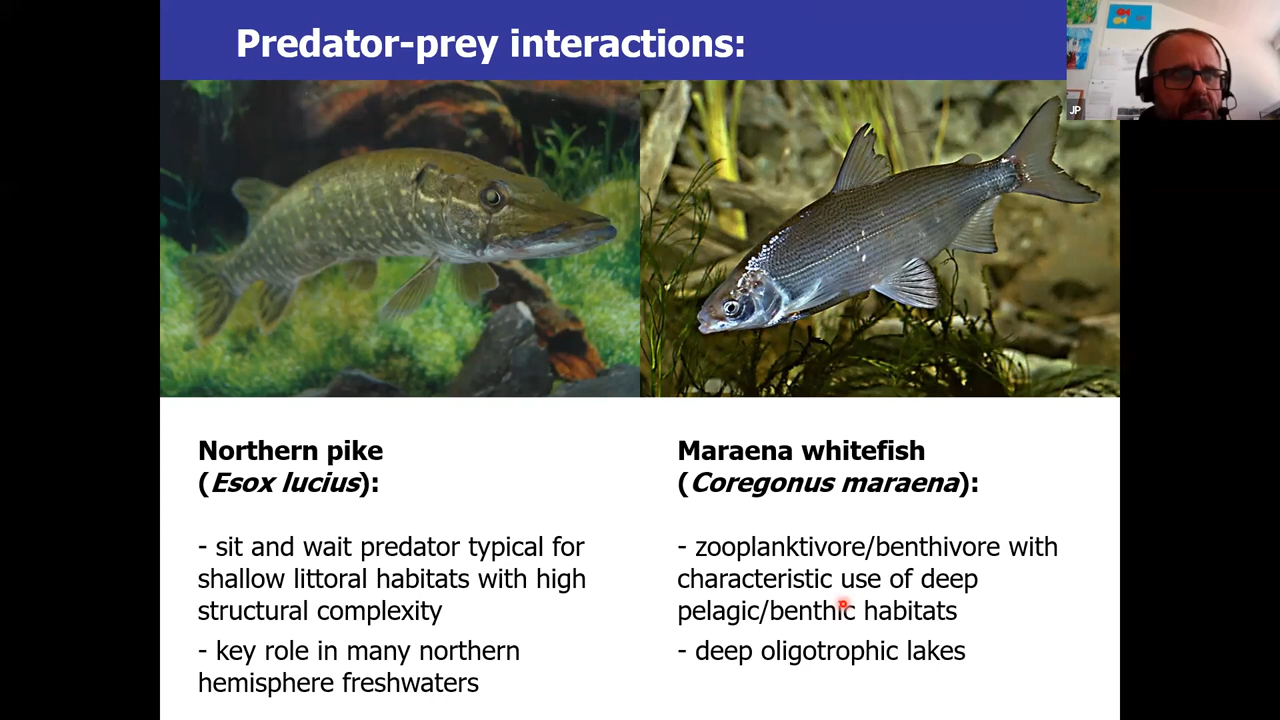 Predator-prey interactions:
JP
Northern pike
(Esox lucius):
- sit and wait predator typical for
shallow littoral habitats with high
structural complexity
- key role in many northern
hemisphere freshwaters
Maraena whitefish
(Coregonus maraena):
- zooplanktivore/benthivore with
characteristic use of deep
pelagic/benthic habitats
- deep oligotrophic lakes